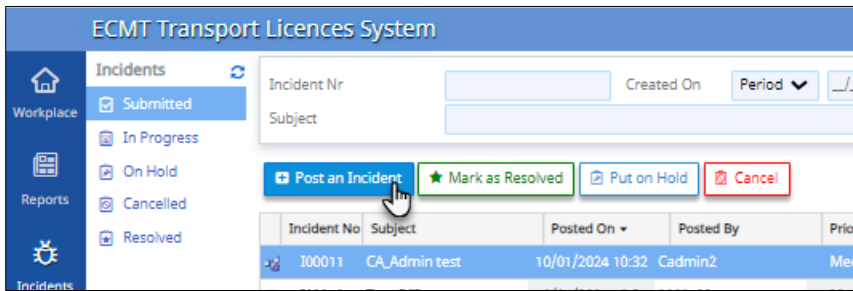 ECMT Transport Licences System
Workplace
Reports
Incidents
Incidents
Submitted
In Progress
On Hold
Cancelled
Resolved
Incident Nr Created On Period
Subject
Post an Incident Mark as Resolved Put on Hold Cancel
Incident No Subject Posted On Posted By
I00011 CA_Admin test 10/01/2024 10:32 Cadmin2